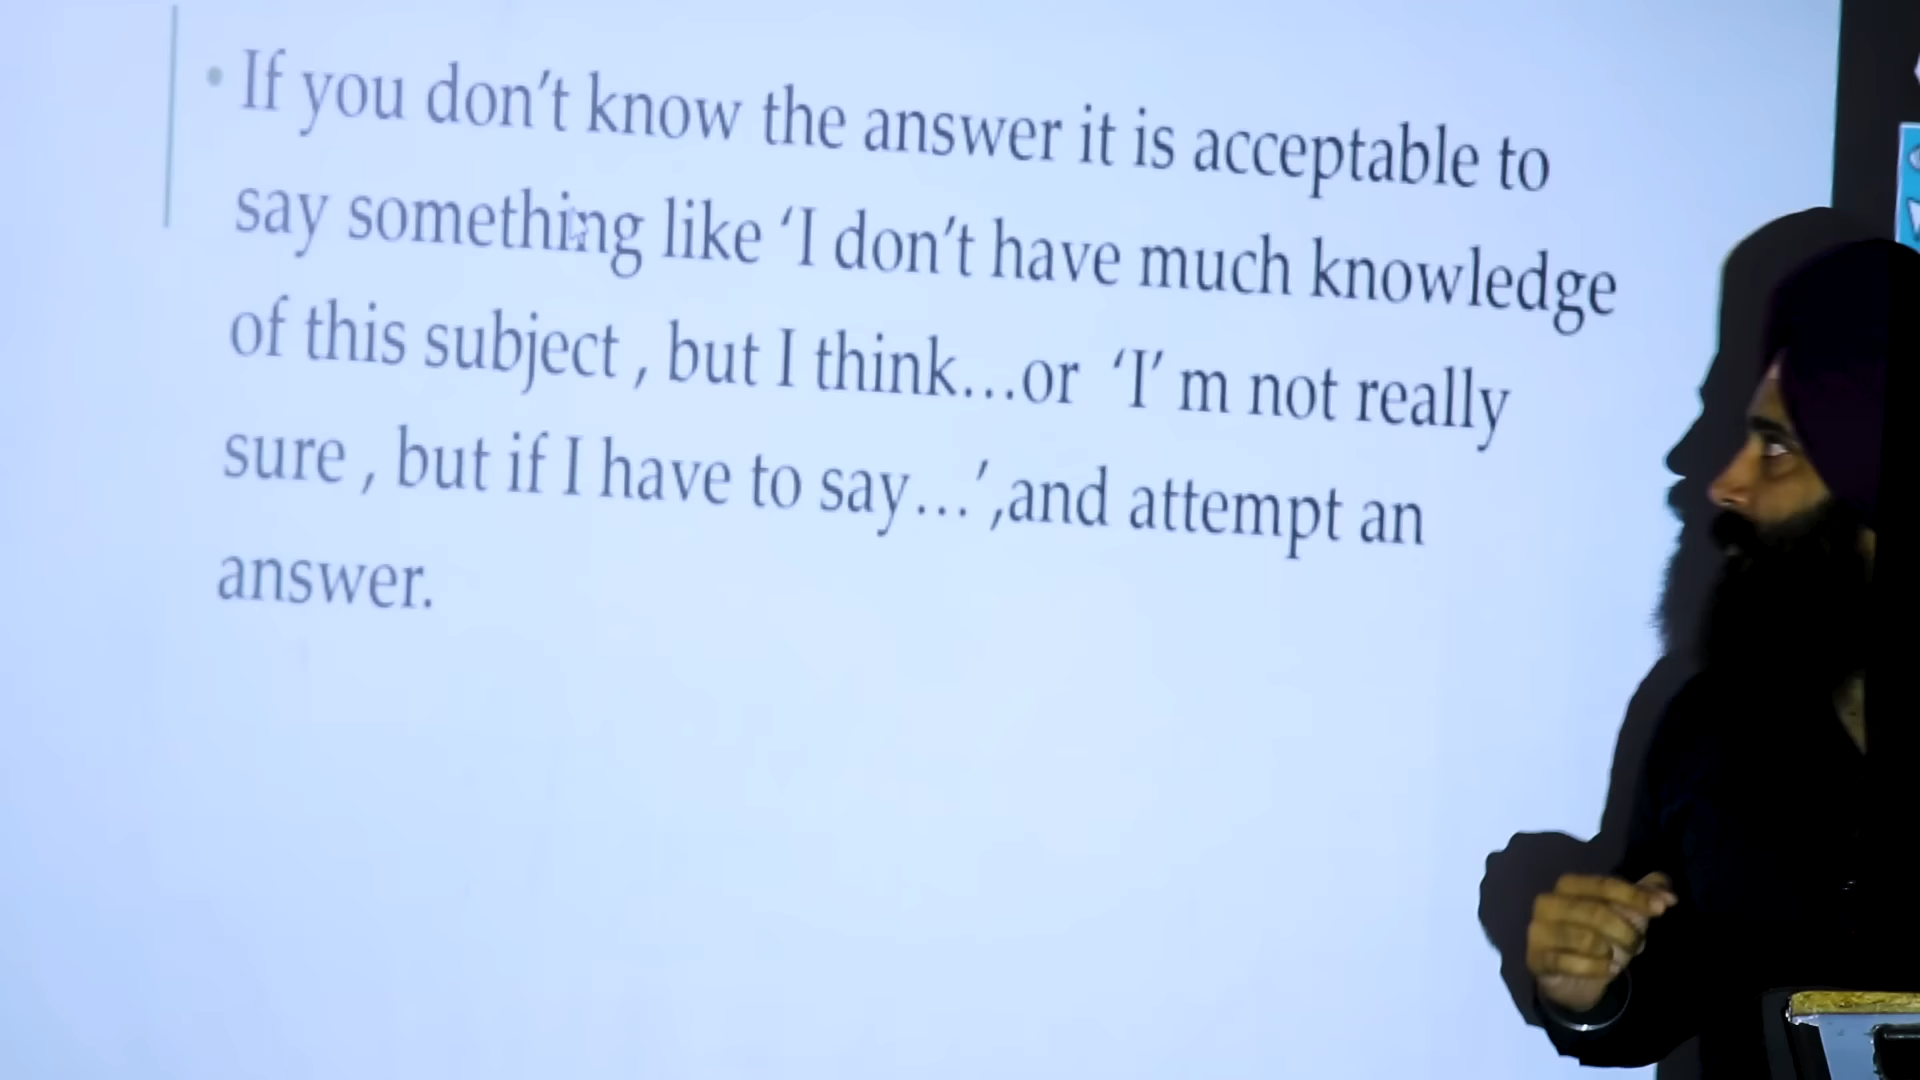 • If you don't know the answer it is acceptable to
say something like 'I don't have much knowledge
of this subject , but I think...or 'I' m not really
sure , but if I have to say...',and attempt an
answer.